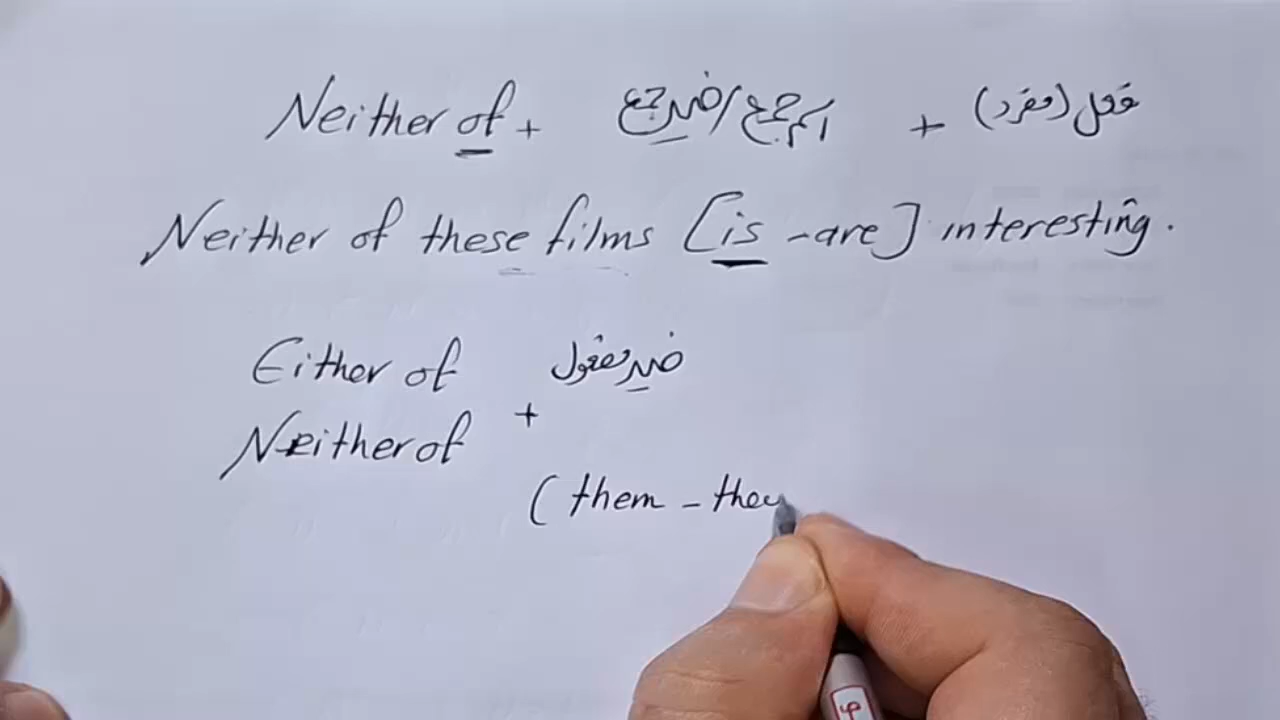 Neither of + اسم جمع/ضمير جمع + فعل (مفرد)
Neither of these films [is - are] interesting.
Either of
ضمير مفعول
+
Neither of
(them - they